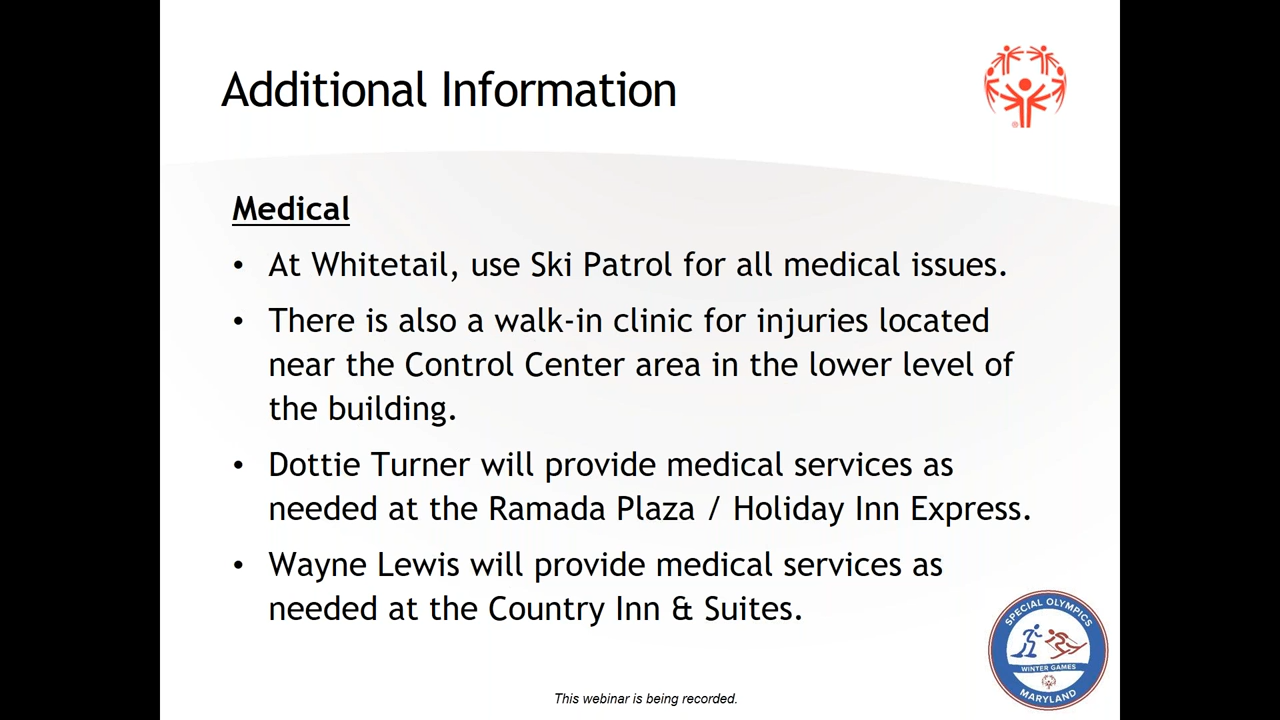 Additional Information
®
Medical
• At Whitetail, use Ski Patrol for all medical issues.
• There is also a walk-in clinic for injuries located
near the Control Center area in the lower level of
the building.
• Dottie Turner will provide medical services as
needed at the Ramada Plaza / Holiday Inn Express.
• Wayne Lewis will provide medical services as
needed at the Country Inn & Suites.
SPECIAL OLYMPICS
WINTER GAMES
MARYLAND
This webinar is being recorded.